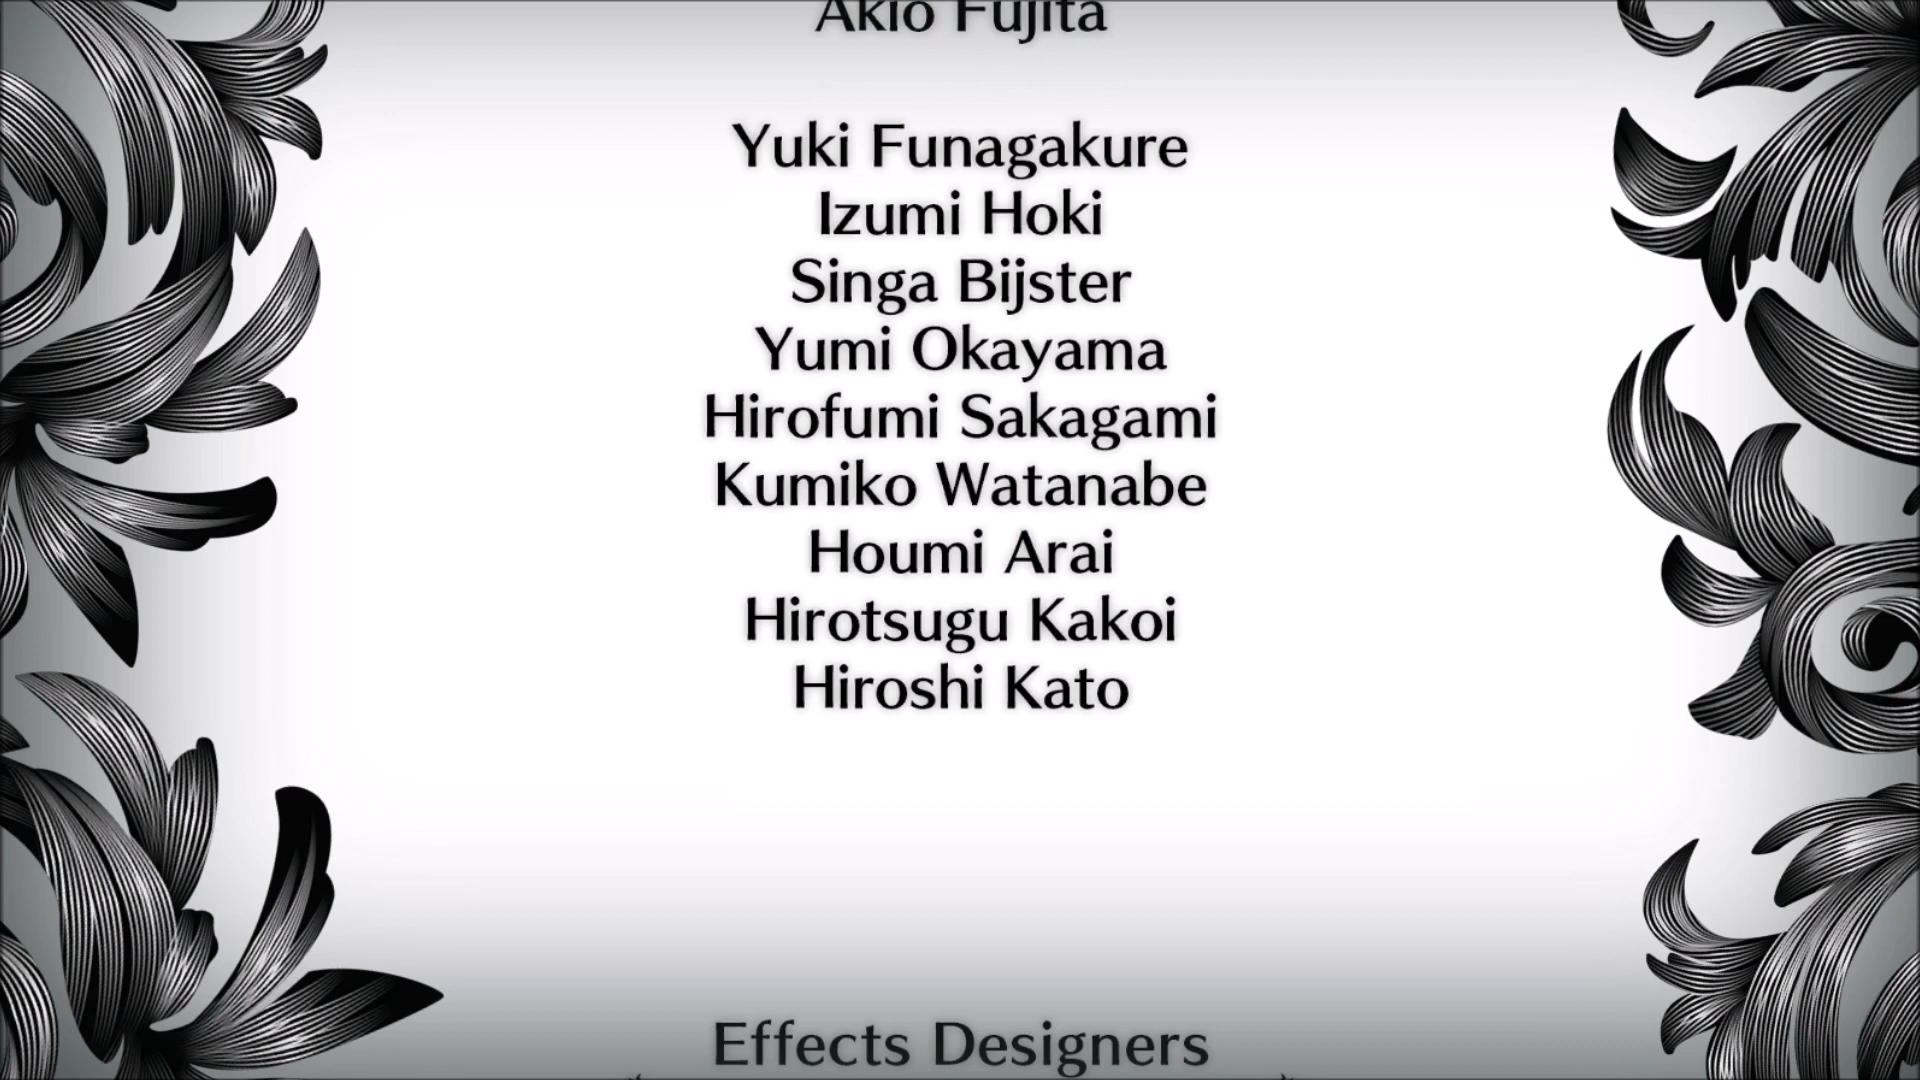 Akio Fujita
Yuki Funagakure
Izumi Hoki
Singa Bijster
Yumi Okayama
Hirofumi Sakagami
Kumiko Watanabe
Houmi Arai
Hirotsugu Kakoi
Hiroshi Kato
Effects Designers